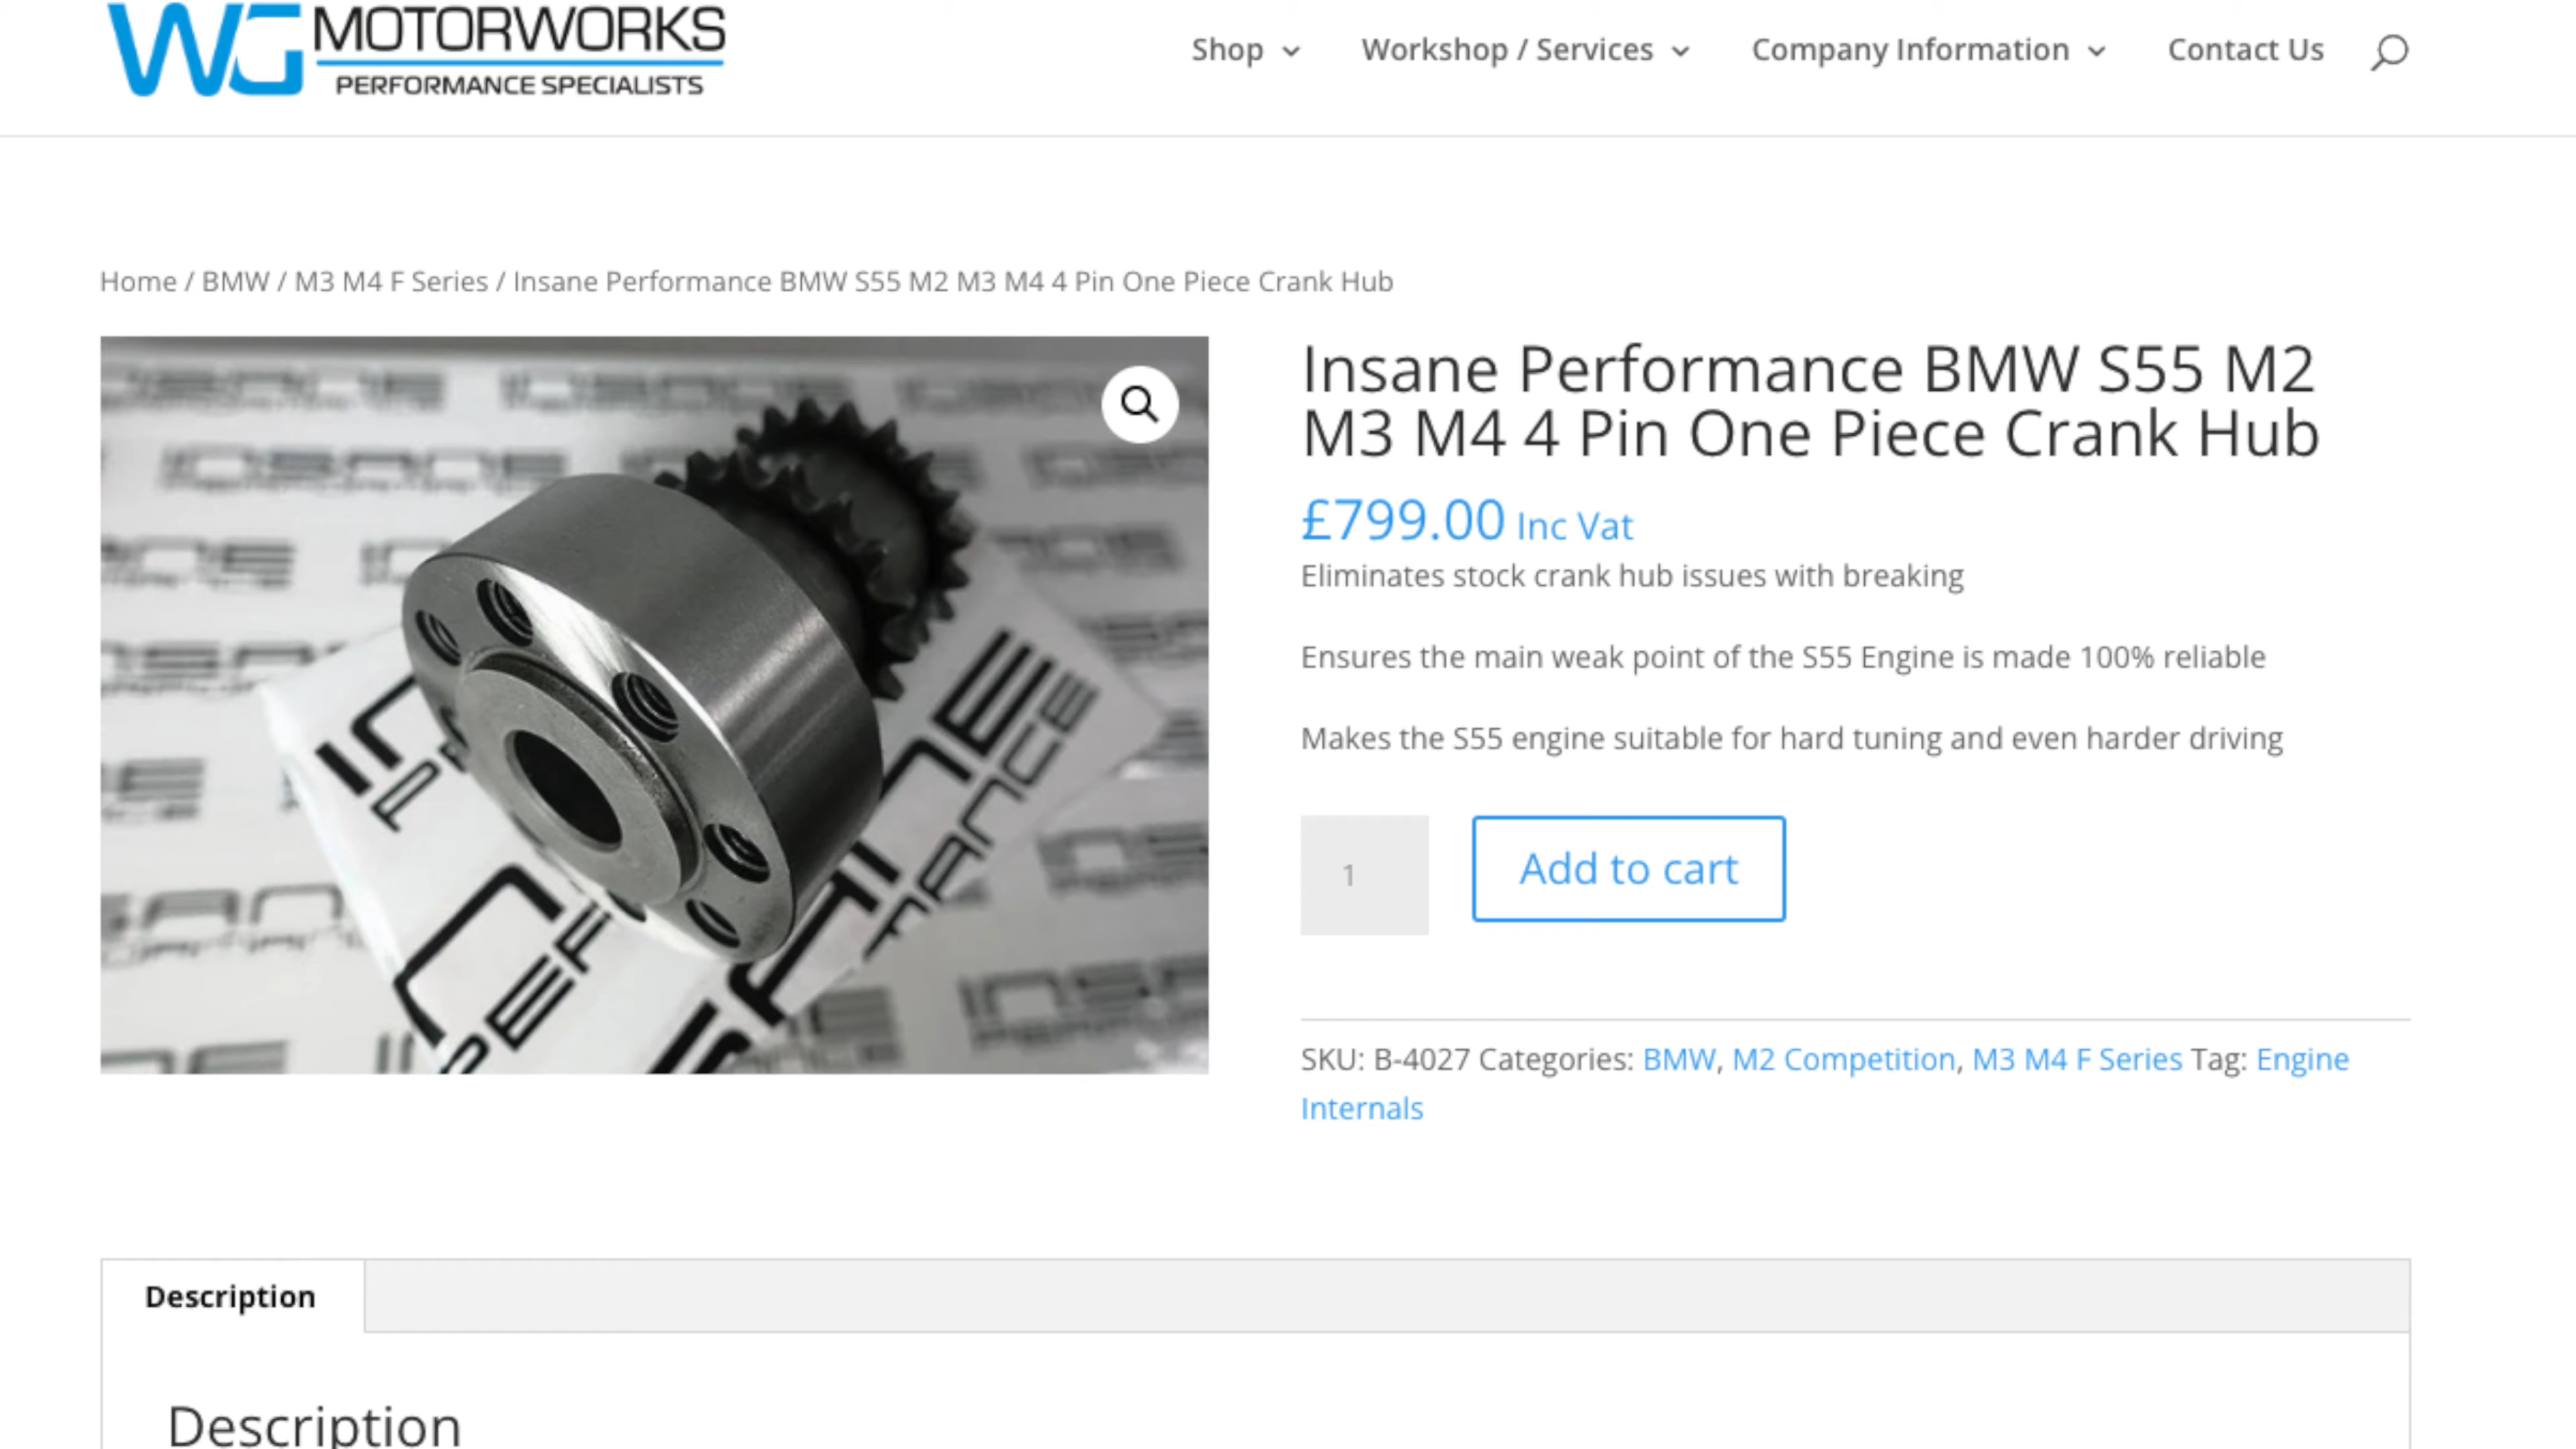 WG MOTORWORKS
PERFORMANCE SPECIALISTS
Shop
Workshop / Services
Company Information
Contact Us
Home / BMW / M3 M4 F Series / Insane Performance BMW S55 M2 M3 M4 4 Pin One Piece Crank Hub
Insane Performance BMW S55 M2
M3 M4 4 Pin One Piece Crank Hub
£799.00 Inc Vat
Eliminates stock crank hub issues with breaking
Ensures the main weak point of the S55 Engine is made 100% reliable
Makes the S55 engine suitable for hard tuning and even harder driving
1
Add to cart
SKU: B-4027 Categories: BMW, M2 Competition, M3 M4 F Series Tag: Engine
Internals
Description
Description